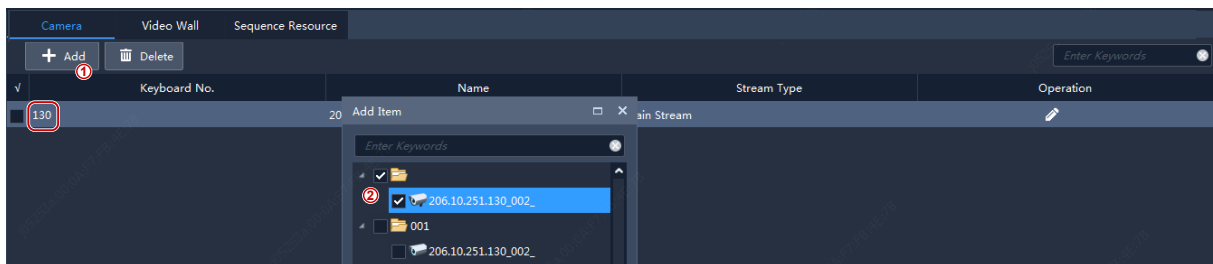 Camera Video Wall Sequence Resource
Add Delete Enter Keywords
①
√ Keyboard No. Name Stream Type Operation
130 20 Add Item ain Stream
Enter Keywords
② 206.10.251.130_002_
001
206.10.251.130_002_